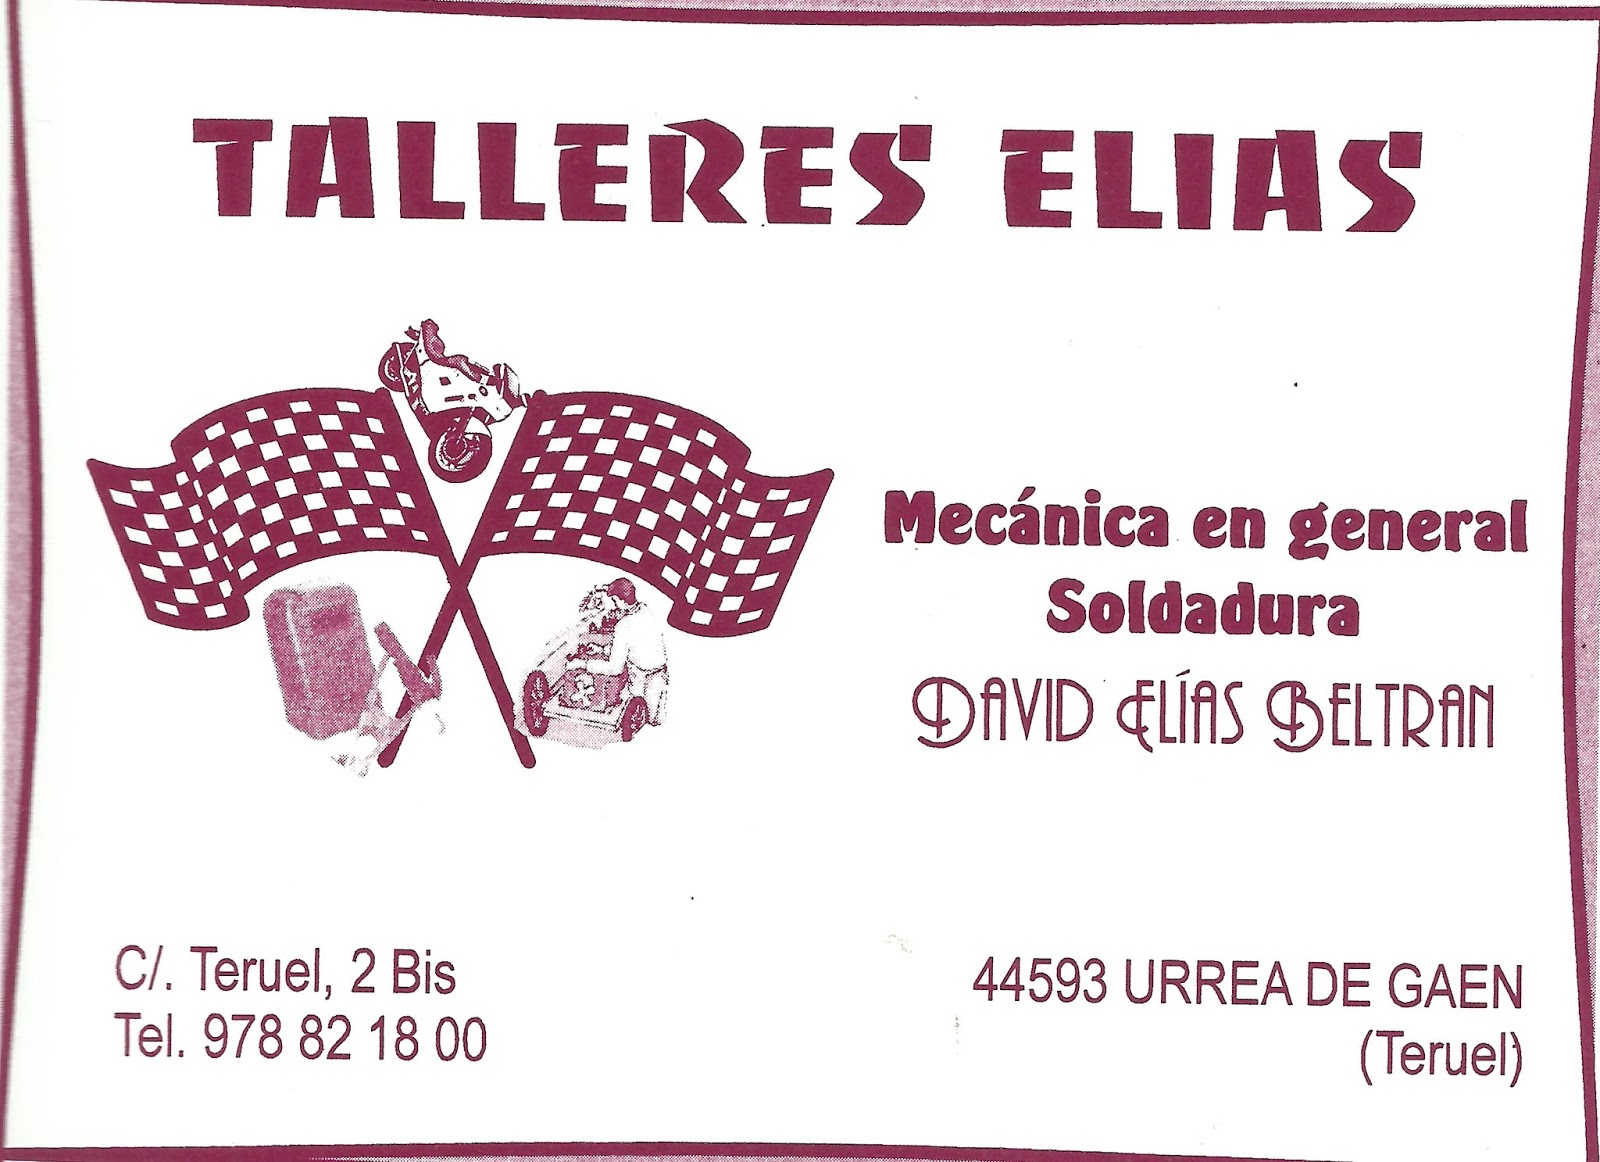 TALLERES ELIAS
Mecánica en general
Soldadura
DAVID ELÍAS BELTRAN
C/. Teruel, 2 Bis
Tel. 978 82 18 00
44593 URREA DE GAEN
(Teruel)